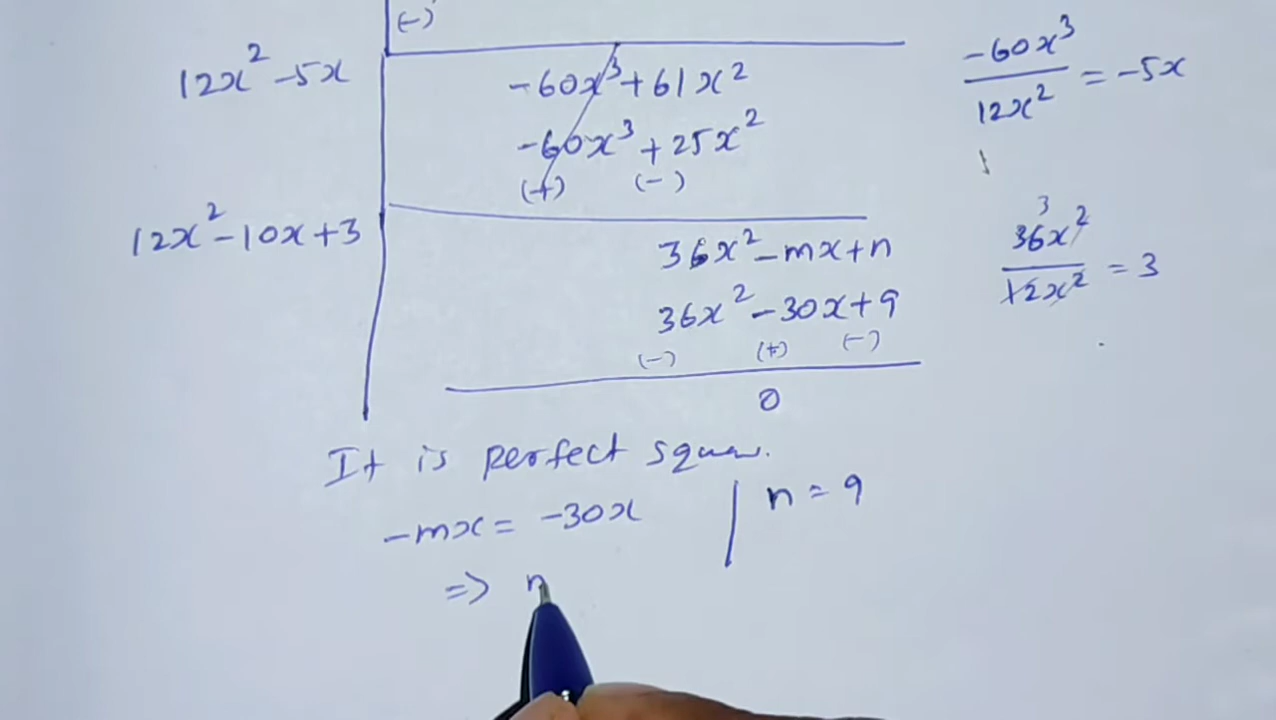 (-)
12x² -5x
-60x³ +61x²
-60x³ / 12x² = -5x
-60x³ +25x²
(+) (-)
12x² -10x+3
36x² -mx+n
3
36x² / 12x² = 3
36x² -30x+9
(-) (+) (-)
0
It is perfect
-mx = -30x
n = 9
=>